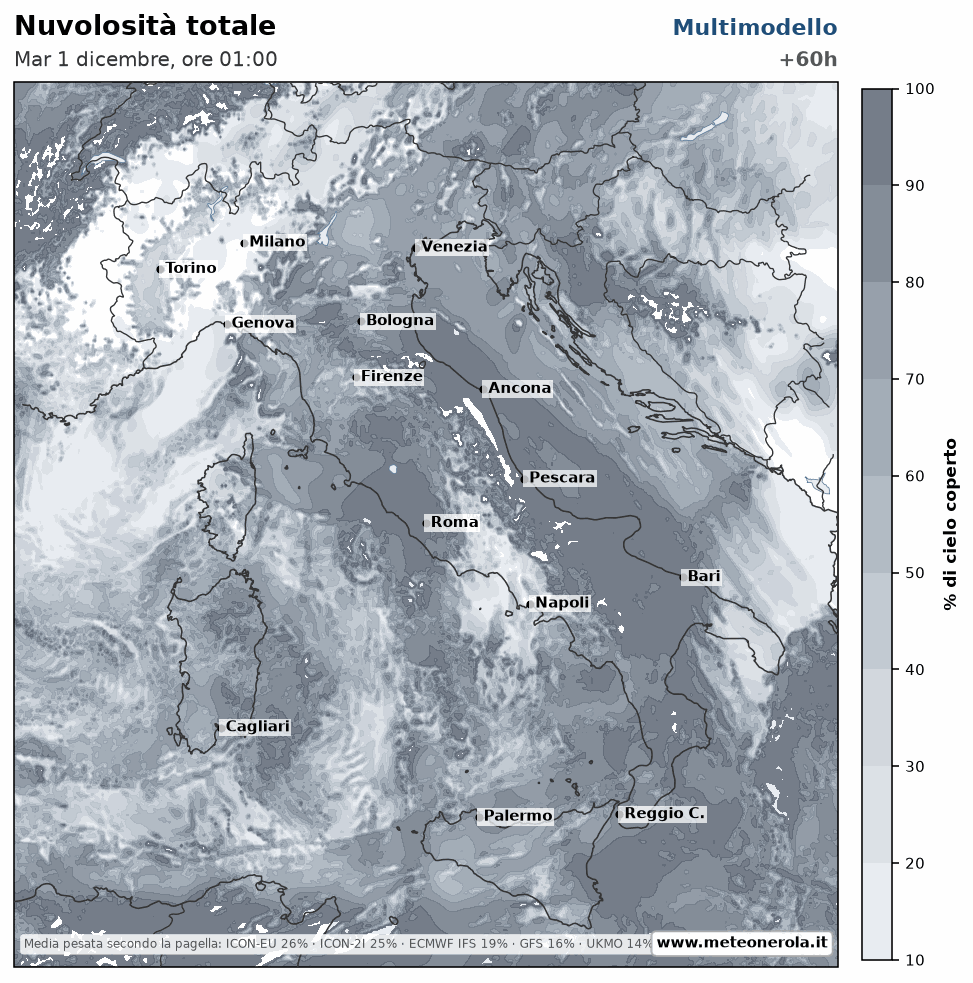 Nuvolosità totale
Multimodello
Mar 1 dicembre, ore 01:00
+60h
100
90
80
70
60
50
40
30
20
10
% di cielo coperto
Milano
Venezia
Torino
Genova
Bologna
Firenze
Ancona
Pescara
Roma
Bari
Napoli
Cagliari
Palermo
Reggio C.
Media pesata secondo la pagella: ICON-EU 26% · ICON-2I 25% · ECMWF IFS 19% · GFS 16% · UKMO 14%
www.meteonerola.it